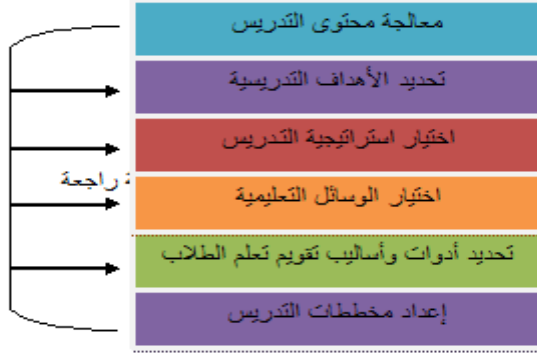 معالجة محتوى التدريس
تحديد الأهداف التدريسية
اختيار استراتيجية التدريس
راجعة
اختيار الوسائل التعليمية
تحديد أدوات وأساليب تقويم تعلم الطلاب
إعداد مخططات التدريس